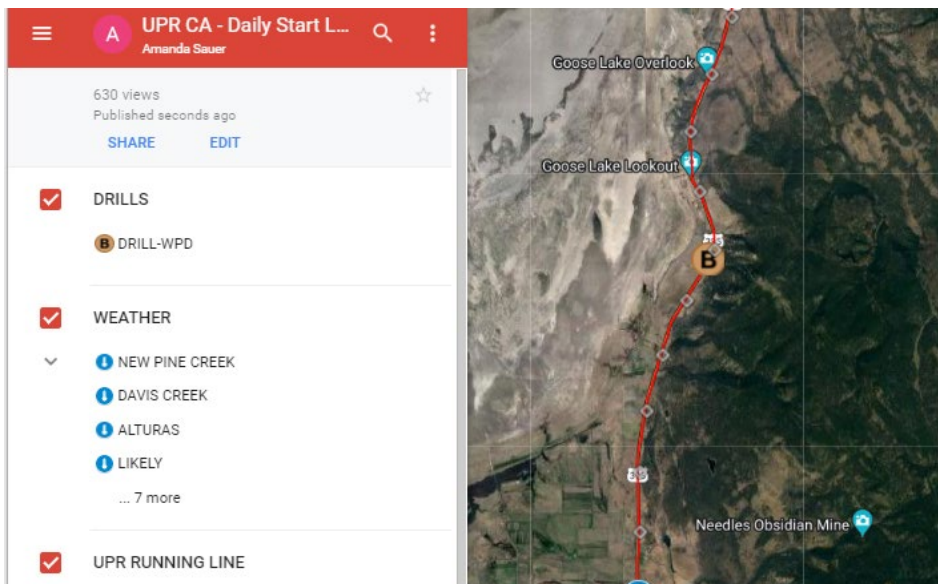 A
UPR CA - Daily Start L...
Amanda Sauer
630 views
Published seconds ago
SHARE EDIT
DRILLS
B DRILL-WPD
WEATHER
NEW PINE CREEK
DAVIS CREEK
ALTURAS
LIKELY
... 7 more
UPR RUNNING LINE
Goose Lake Overlook
Goose Lake Lookout
B
395
Needles Obsidian Mine